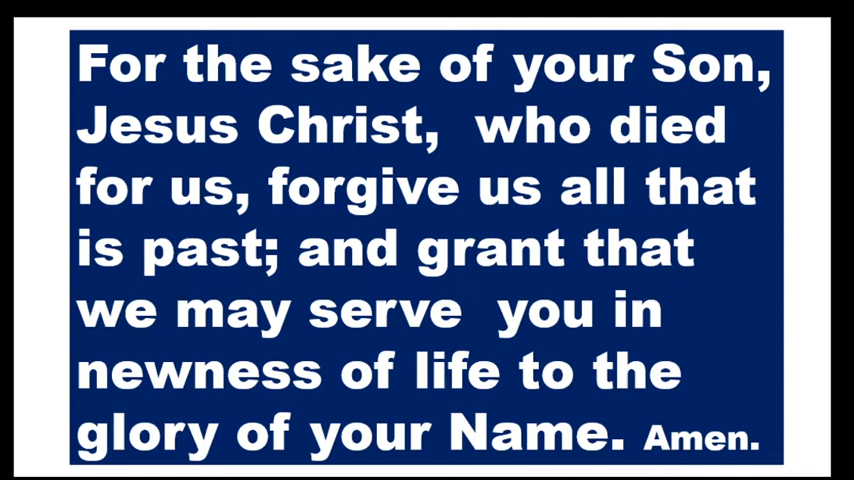 For the sake of your Son,
Jesus Christ, who died
for us, forgive us all that
is past; and grant that
we may serve you in
newness of life to the
glory of your Name. Amen.